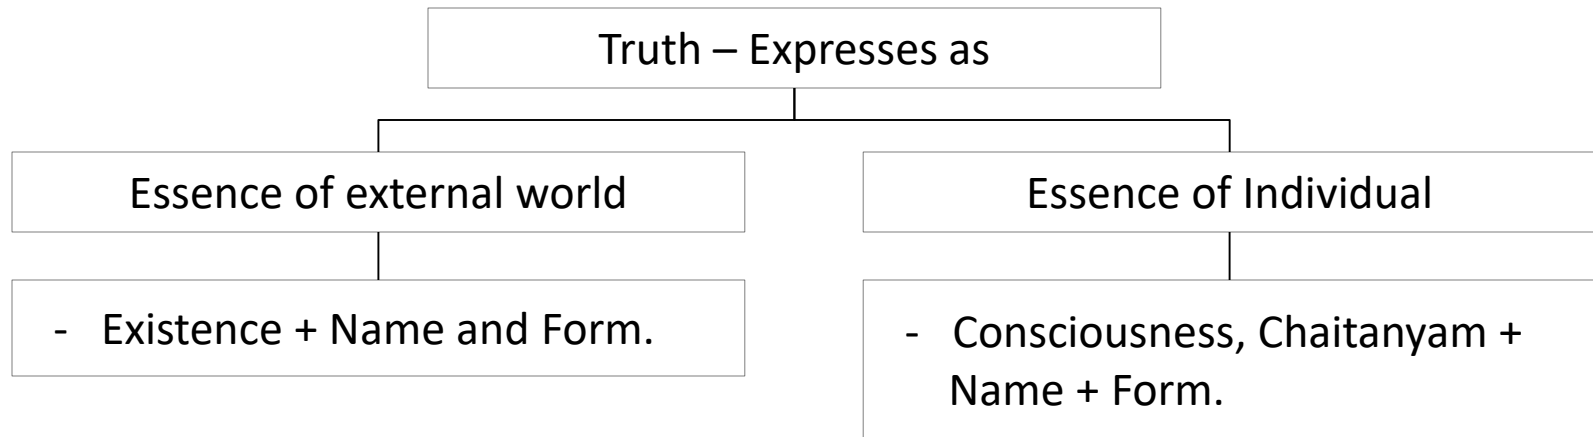 Truth – Expresses as
Essence of external world
Essence of Individual
- Existence + Name and Form.
- Consciousness, Chaitanyam +
Name + Form.